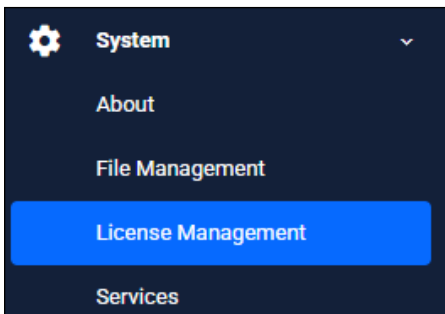 System
About
File Management
License Management
Services